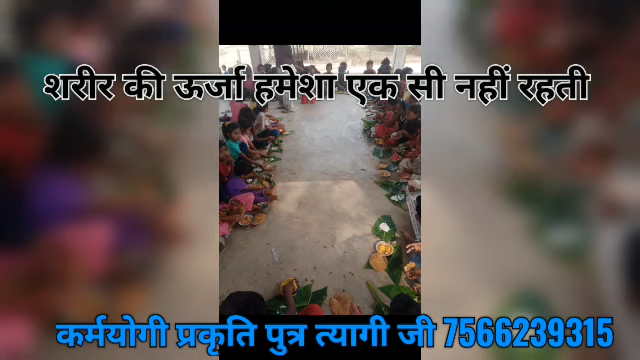 शरीर की ऊर्जा हमेशा एक सी नहीं रहती
कर्मयोगी प्रकृति पुत्र त्यागी जी 7566239315